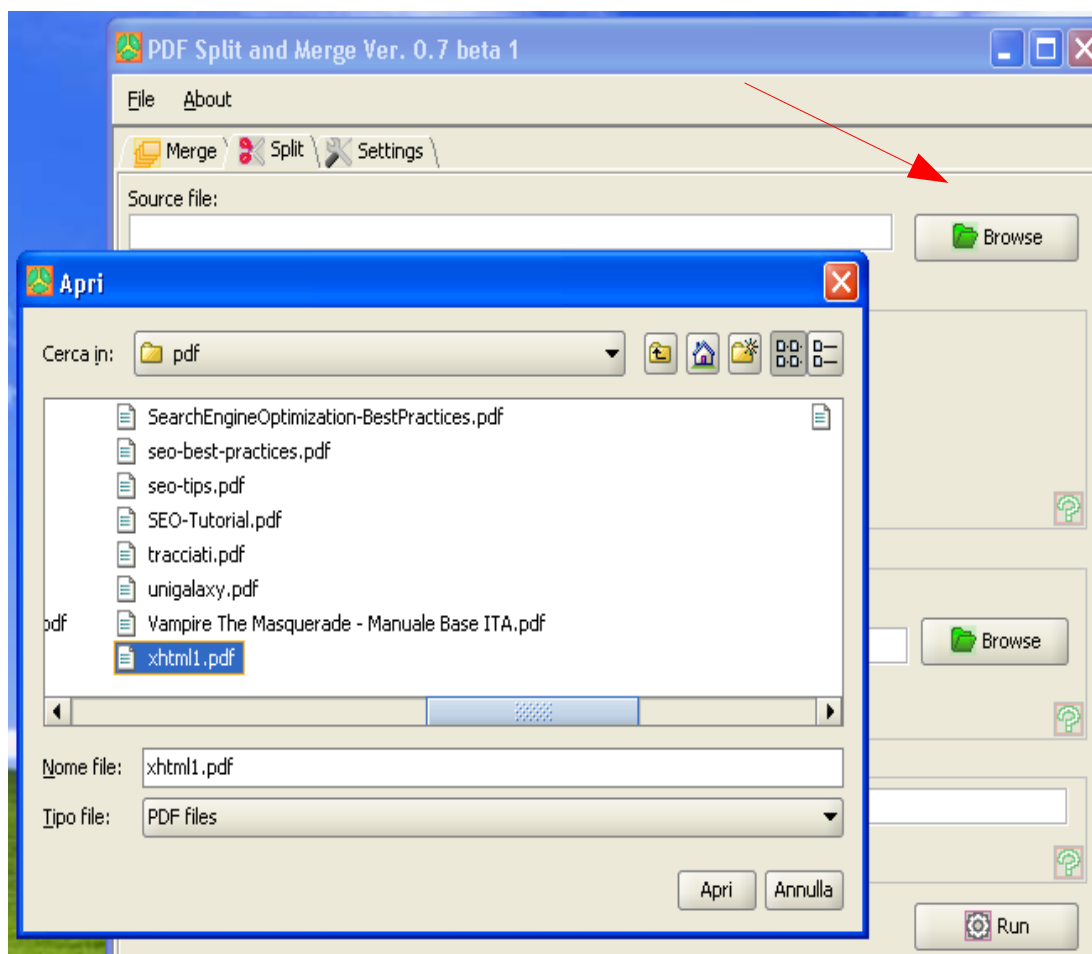 PDF Split and Merge Ver. 0.7 beta 1
File About
Merge Split Settings
Source file:
Browse
Apri
Cerca in: pdf
SearchEngineOptimization-BestPractices.pdf
seo-best-practices.pdf
seo-tips.pdf
SEO-Tutorial.pdf
tracciati.pdf
unigalaxy.pdf
pdf Vampire The Masquerade - Manuale Base ITA.pdf
xhtml1.pdf
Browse
Nome file: xhtml1.pdf
Tipo file: PDF files
Apri Annulla
Run